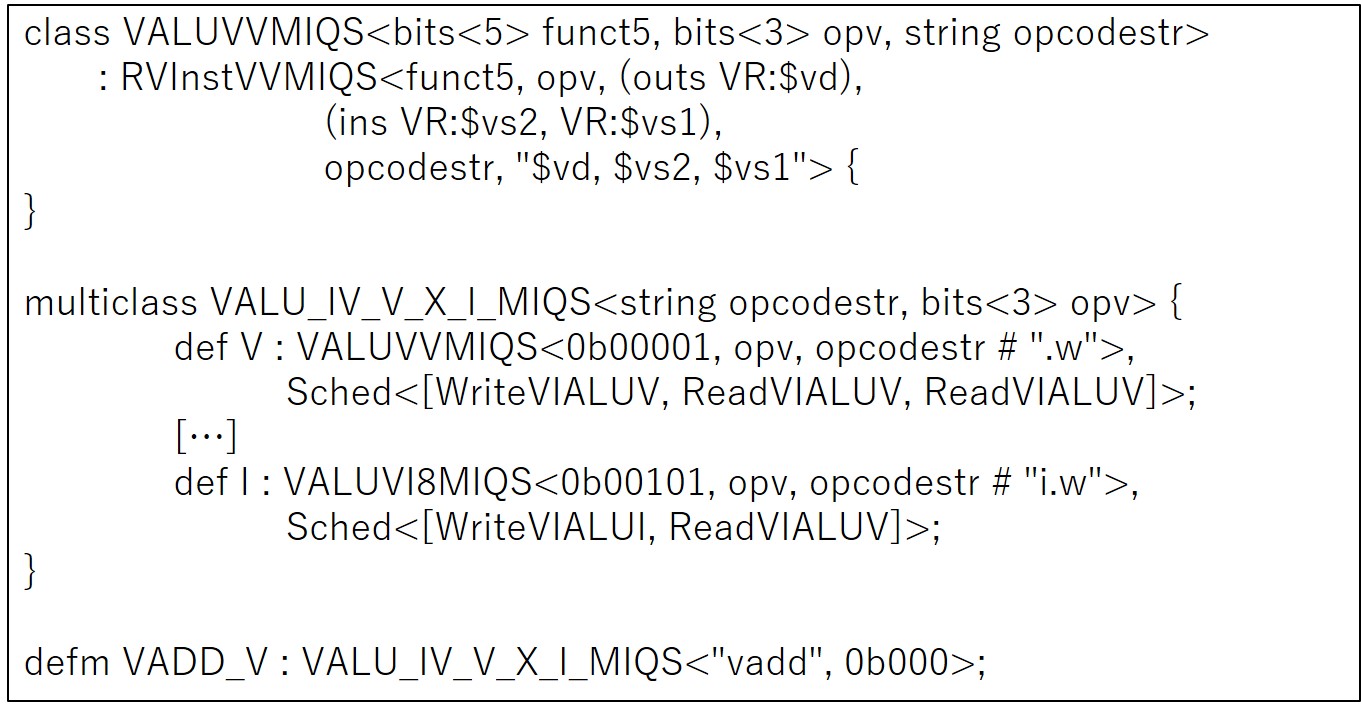 class VALUVVMIQS<bits<5> funct5, bits<3> opv, string opcodestr>
: RVInstVVMIQS<funct5, opv, (outs VR:$vd),
(ins VR:$vs2, VR:$vs1),
opcodestr, "$vd, $vs2, $vs1"> {
}
multiclass VALU_IV_V_X_I_MIQS<string opcodestr, bits<3> opv> {
def V : VALUVVMIQS<0b00001, opv, opcodestr # ".w">,
Sched<[WriteVIALUV, ReadVIALUV, ReadVIALUV]>;
[…]
def I : VALUVI8MIQS<0b00101, opv, opcodestr # "i.w">,
Sched<[WriteVIALUI, ReadVIALUV]>;
}
defm VADD_V : VALU_IV_V_X_I_MIQS<"vadd", 0b000>;